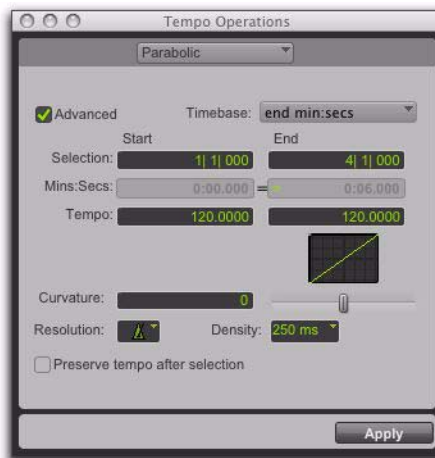 Tempo Operations
Parabolic
Advanced Timebase: end min:secs
Start End
Selection: 1| 1| 000 4| 1| 000
Mins:Secs: 0:00.000 = 0:06.000
Tempo: 120.0000 120.0000
Curvature: 0
Resolution: Density: 250 ms
Preserve tempo after selection
Apply